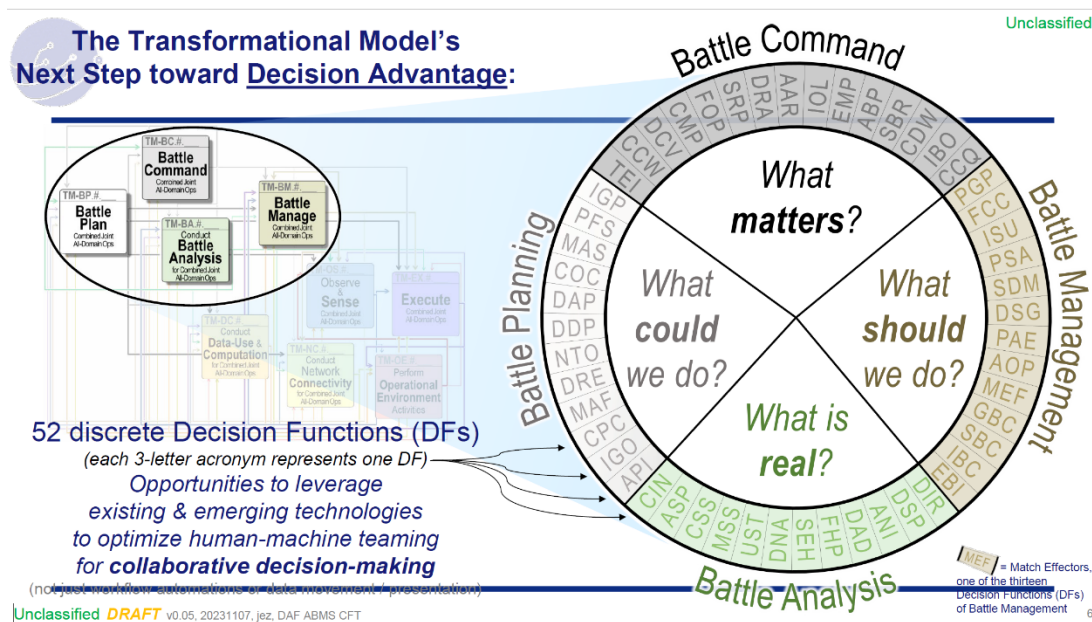 Unclassified
The Transformational Model's
Next Step toward Decision Advantage:
TM-BC.#.
Battle
Command
Combined Joint
All-Domain Ops
TM-BP.#.
Battle
Plan
Combined Joint
All-Domain Ops
TM-BM.#.
Battle
Manage
Combined Joint
All-Domain Ops
TM-BA.#.
Conduct
Battle
Analysis
for Combined Joint
All-Domain Ops
Observe
& Sense
Combined Joint
All-Domain Ops
Execute
Combined Joint
All-Domain Ops
TM-DC.#.
Conduct
Data-Use &
Computation
for Combined Joint
All-Domain Ops
TM-NC.#.
Conduct
Network
Connectivity
for Combined Joint
All-Domain Ops
TM-OE.#.
Perform
Operational
Environment
Activities
52 discrete Decision Functions (DFs)
(each 3-letter acronym represents one DF)
Opportunities to leverage
existing & emerging technologies
to optimize human-machine teaming
for collaborative decision-making
(not just workflow automations or data movement / presentation)
Battle Command
TEI
CCW
DCV
CMP
FOP
SRP
DRA
AAR
IOL
EMP
ABP
SBR
CDW
IBO
CCQ
What
matters?
Battle Management
PGP
FCC
ISU
PSA
SDM
DSG
PAE
AOP
MEF
GBC
SBC
IBC
EBI
What
should
we do?
Battle Planning
IGP
PFS
MAS
COC
DAP
DDP
NTO
DRE
MAF
CPC
IGO
API
What
could
we do?
What is
real?
CIN
ASP
CSS
MSS
UST
DNA
SEH
FHP
DAD
ANI
DSP
DIR
Battle Analysis
MEF = Match Effectors,
one of the thirteen
Decision Functions (DFs)
of Battle Management
Unclassified DRAFT v0.05, 20231107, jez, DAF ABMS CFT
6